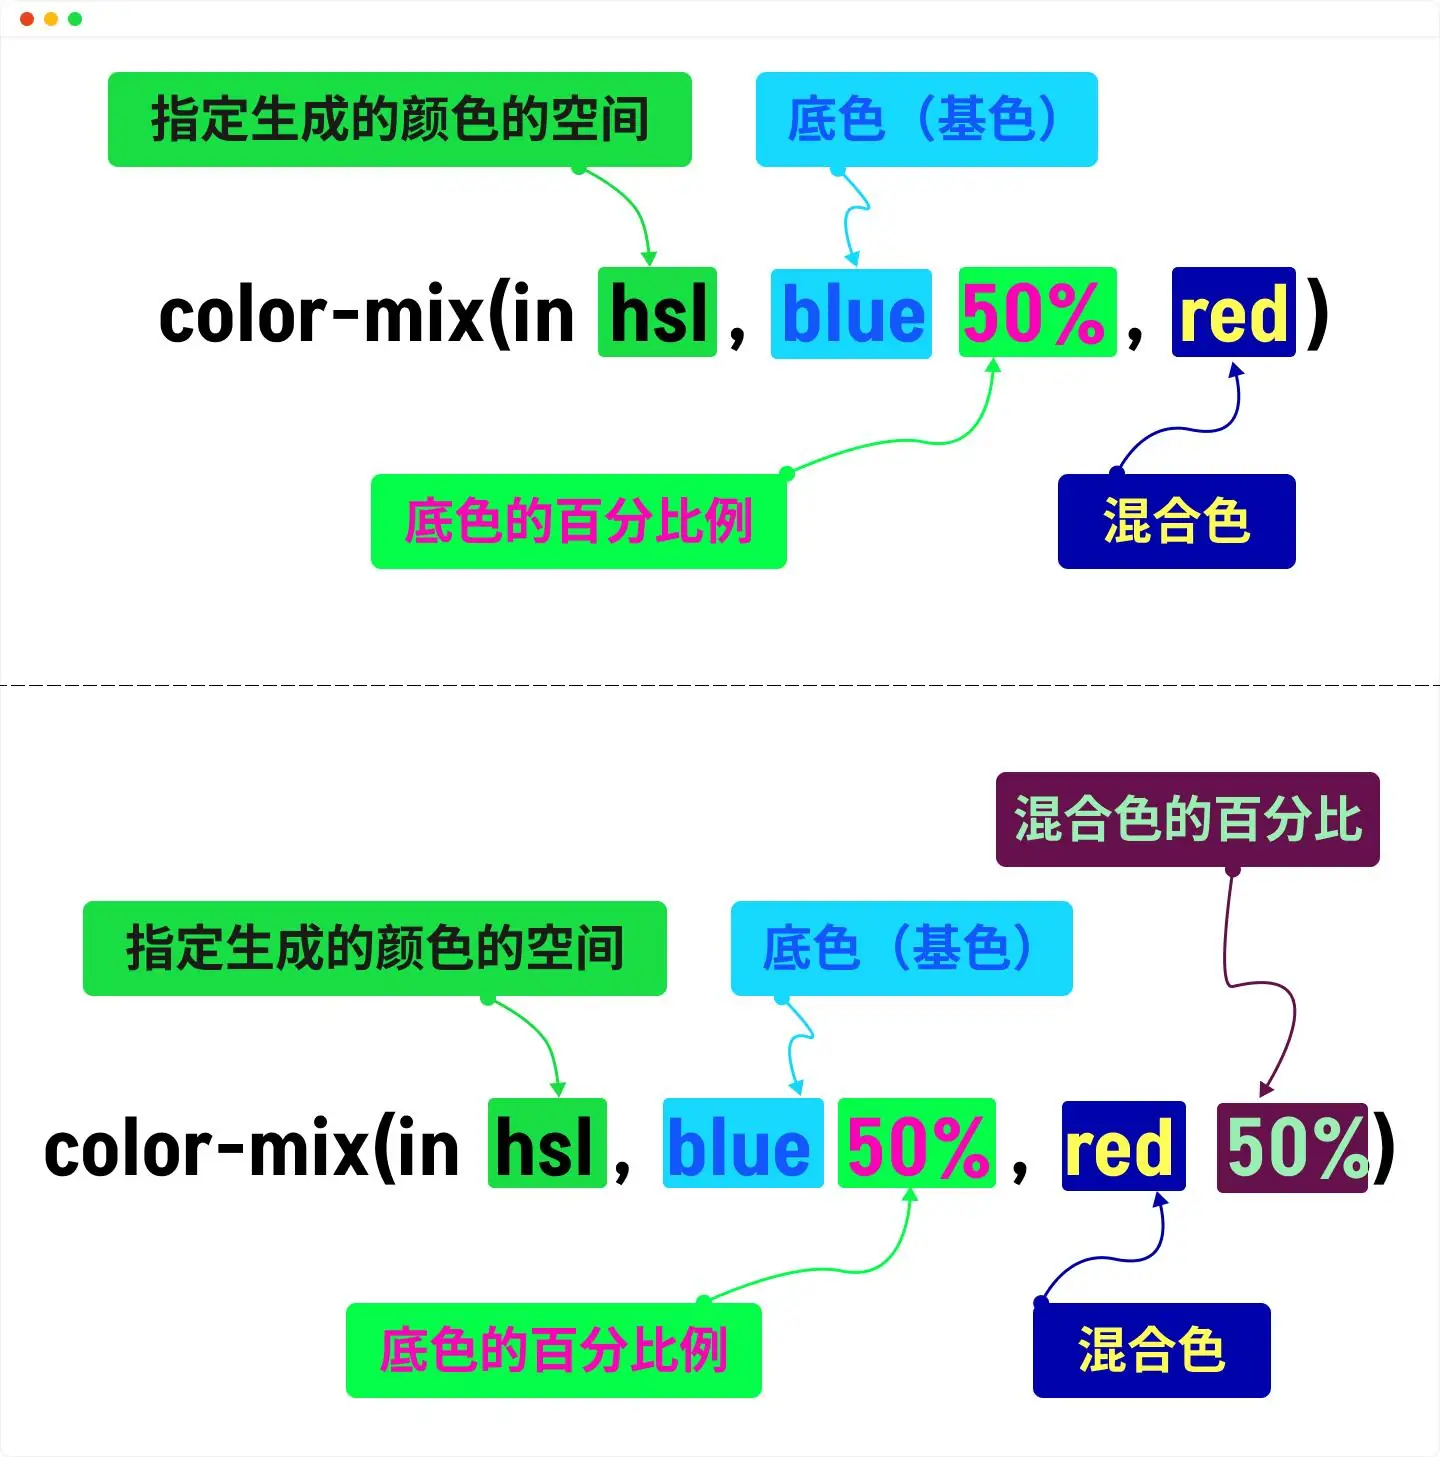 指定生成的颜色的空间
底色（基色）
color-mix(in hsl, blue 50%, red)
底色的百分比例
混合色
混合色的百分比
指定生成的颜色的空间
底色（基色）
color-mix(in hsl, blue 50%, red 50%)
底色的百分比例
混合色